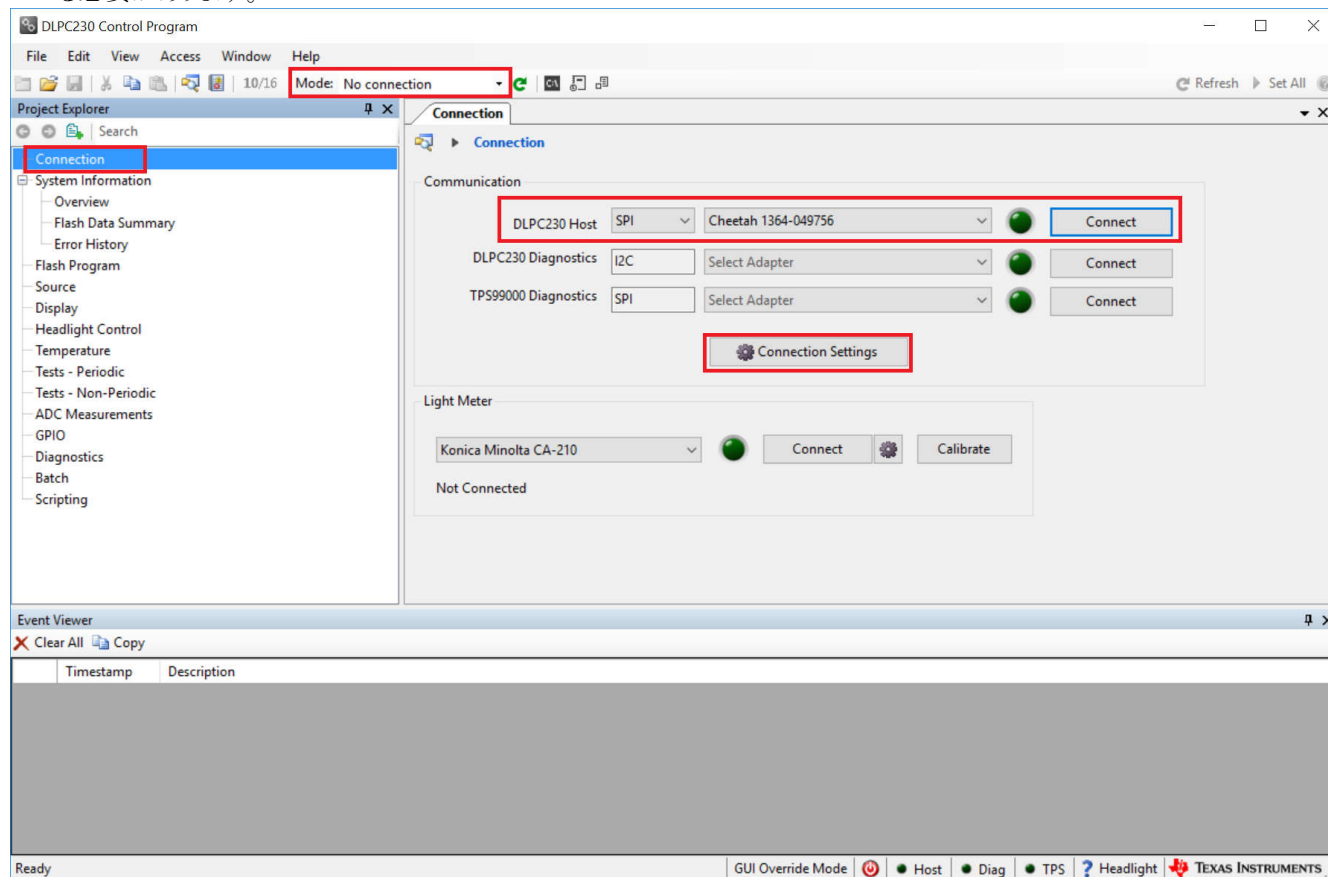 DLPC230 Control Program
File Edit View Access Window Help
10/16 Mode: No connection Refresh Set All
Project Explorer
Search
Connection
System Information
Overview
Flash Data Summary
Error History
Flash Program
Source
Display
Headlight Control
Temperature
Tests - Periodic
Tests - Non-Periodic
ADC Measurements
GPIO
Diagnostics
Batch
Scripting
Connection
Connection
Communication
DLPC230 Host SPI Cheetah 1364-049756 Connect
DLPC230 Diagnostics I2C Select Adapter Connect
TPS99000 Diagnostics SPI Select Adapter Connect
Connection Settings
Light Meter
Konica Minolta CA-210 Connect Calibrate
Not Connected
Event Viewer
Clear All Copy
Timestamp Description
Ready GUI Override Mode Host Diag TPS ? Headlight TEXAS INSTRUMENTS